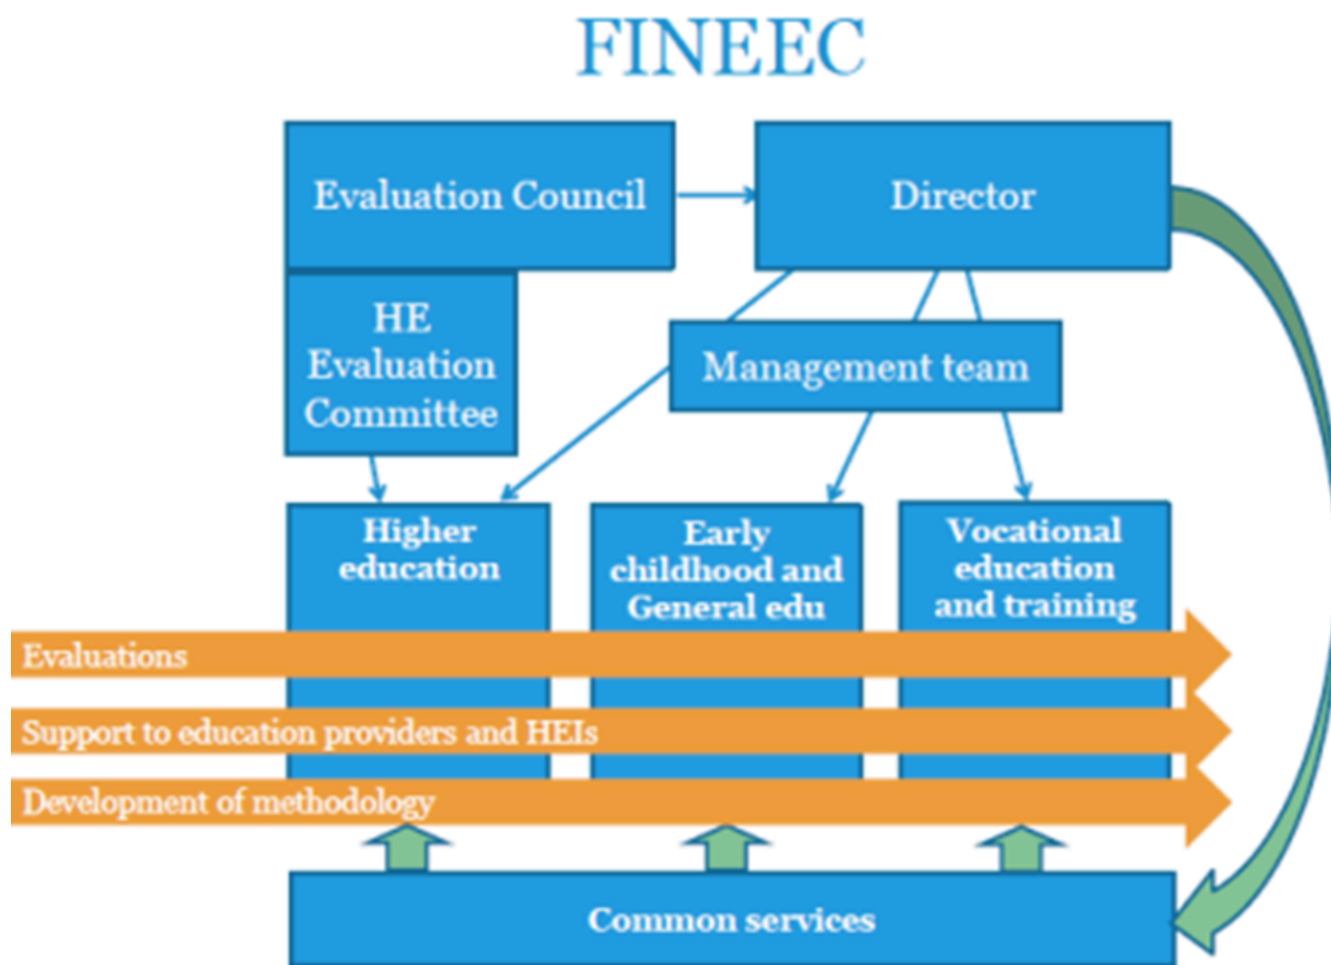 FINEEC
Evaluation Council
Director
HE
Evaluation
Committee
Management team
Higher
education
Early
childhood and
General edu
Vocational
education
and training
Evaluations
Support to education providers and HEIs
Development of methodology
Common services